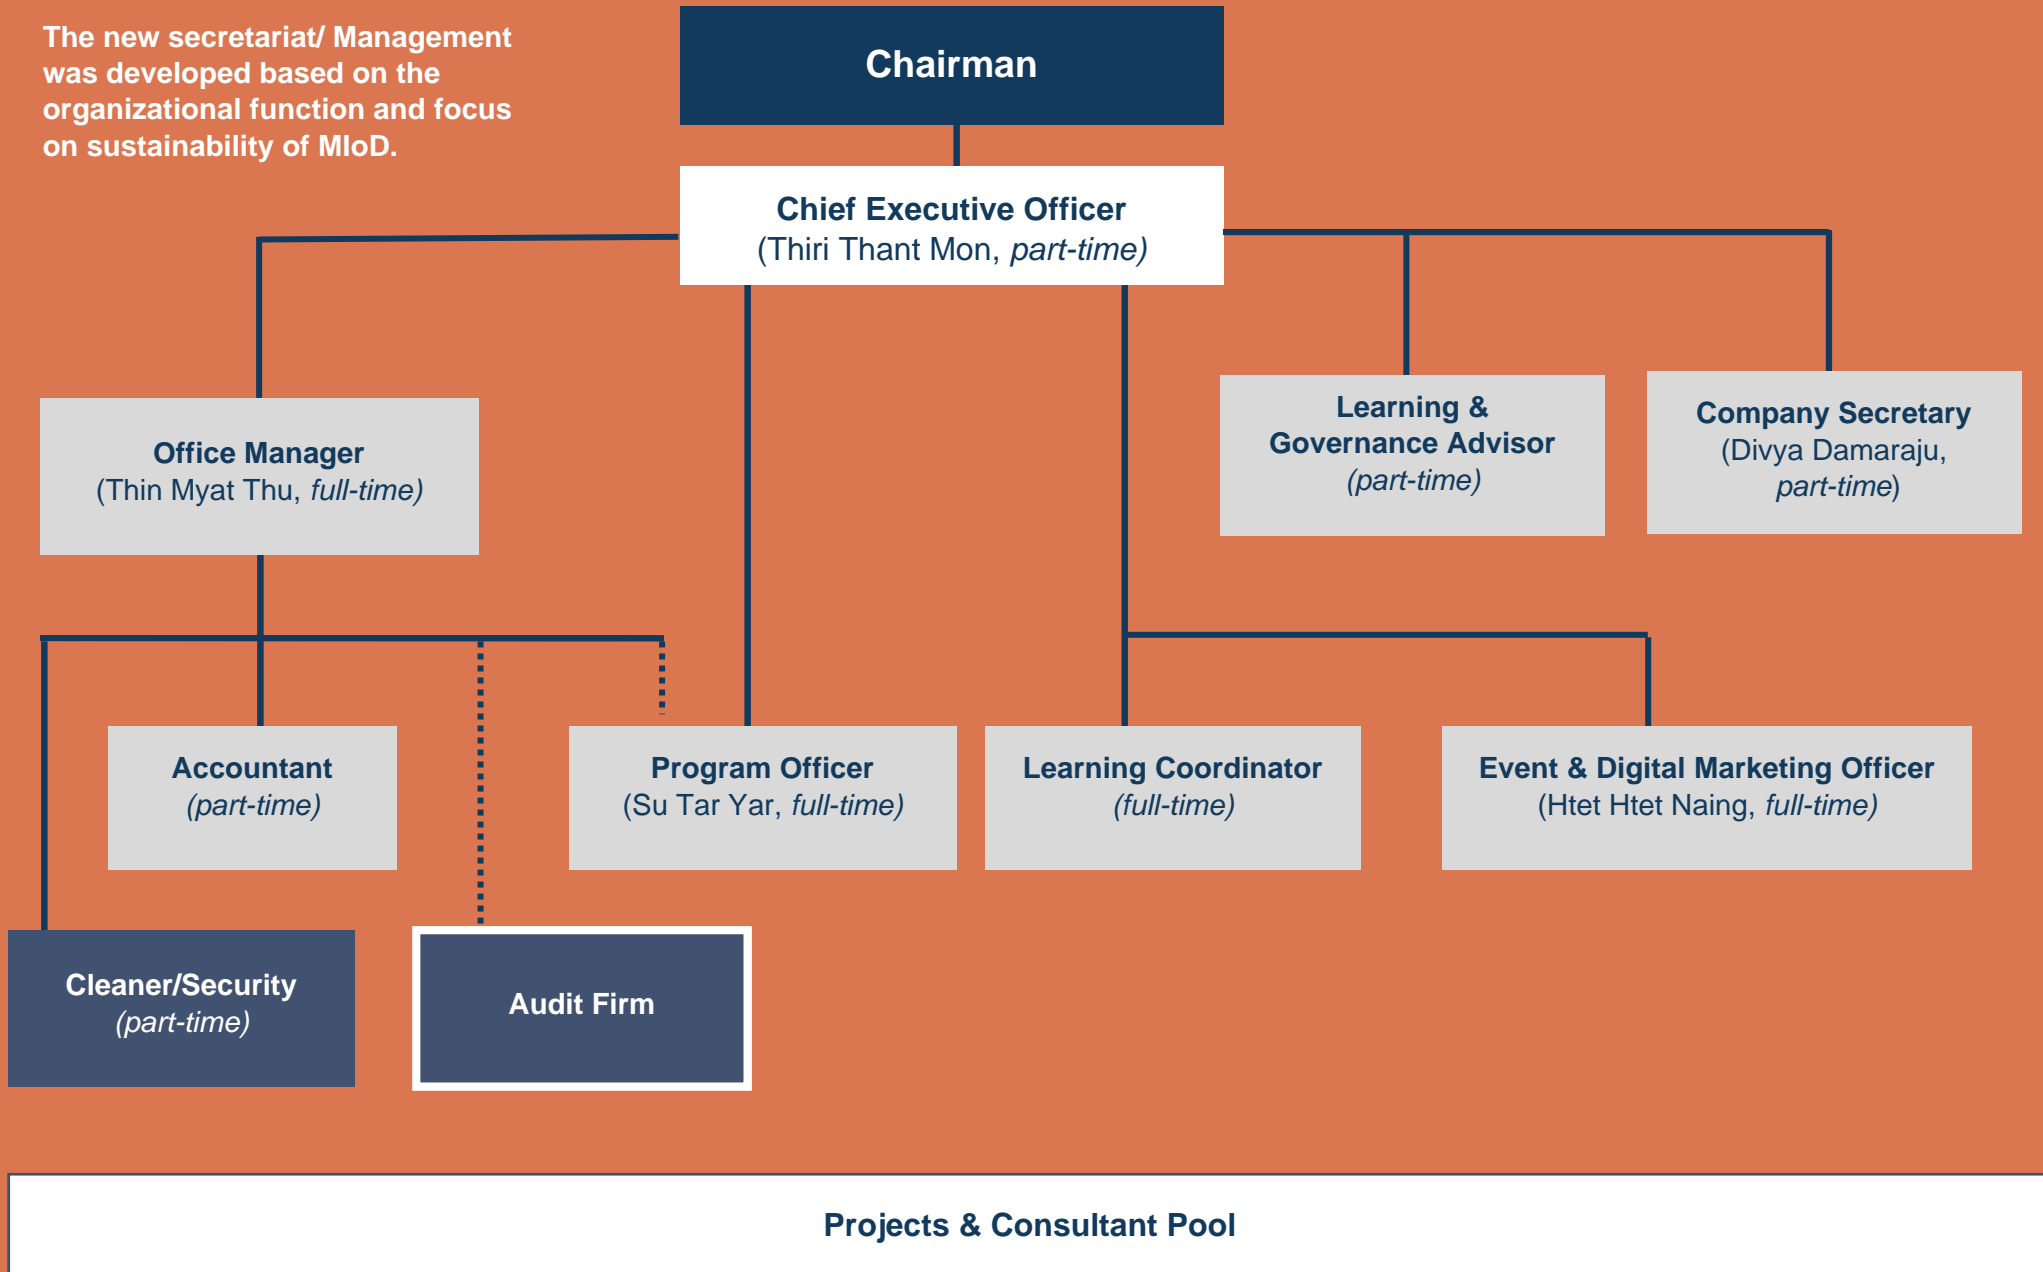 The new secretariat/ Management
was developed based on the
organizational function and focus
on sustainability of MIoD.
Chairman
Chief Executive Officer
(Thiri Thant Mon, part-time)
Office Manager
(Thin Myat Thu, full-time)
Learning &
Governance Advisor
(part-time)
Company Secretary
(Divya Damaraju,
part-time)
Accountant
(part-time)
Program Officer
(Su Tar Yar, full-time)
Learning Coordinator
(full-time)
Event & Digital Marketing Officer
(Htet Htet Naing, full-time)
Cleaner/Security
(part-time)
Audit Firm
Projects & Consultant Pool